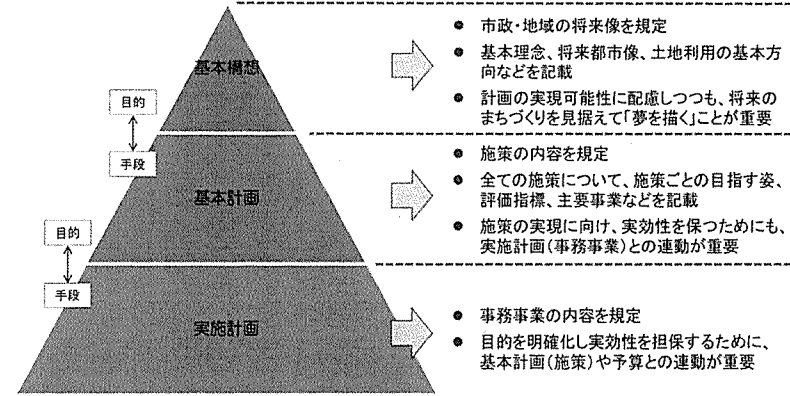 基本構想
● 市政・地域の将来像を規定
● 基本理念、将来都市像、土地利用の基本方
向などを記載
● 計画の実現可能性に配慮しつつも、将来の
まちづくりを見据えて「夢を描く」ことが重要
目的
手段
基本計画
● 施策の内容を規定
● 全ての施策について、施策ごとの目指す姿、
評価指標、主要事業などを記載
● 施策の実現に向け、実効性を保つためにも、
実施計画(事務事業)との連動が重要
目的
手段
実施計画
● 事務事業の内容を規定
● 目的を明確化し実効性を担保するために、
基本計画(施策)や予算との連動が重要